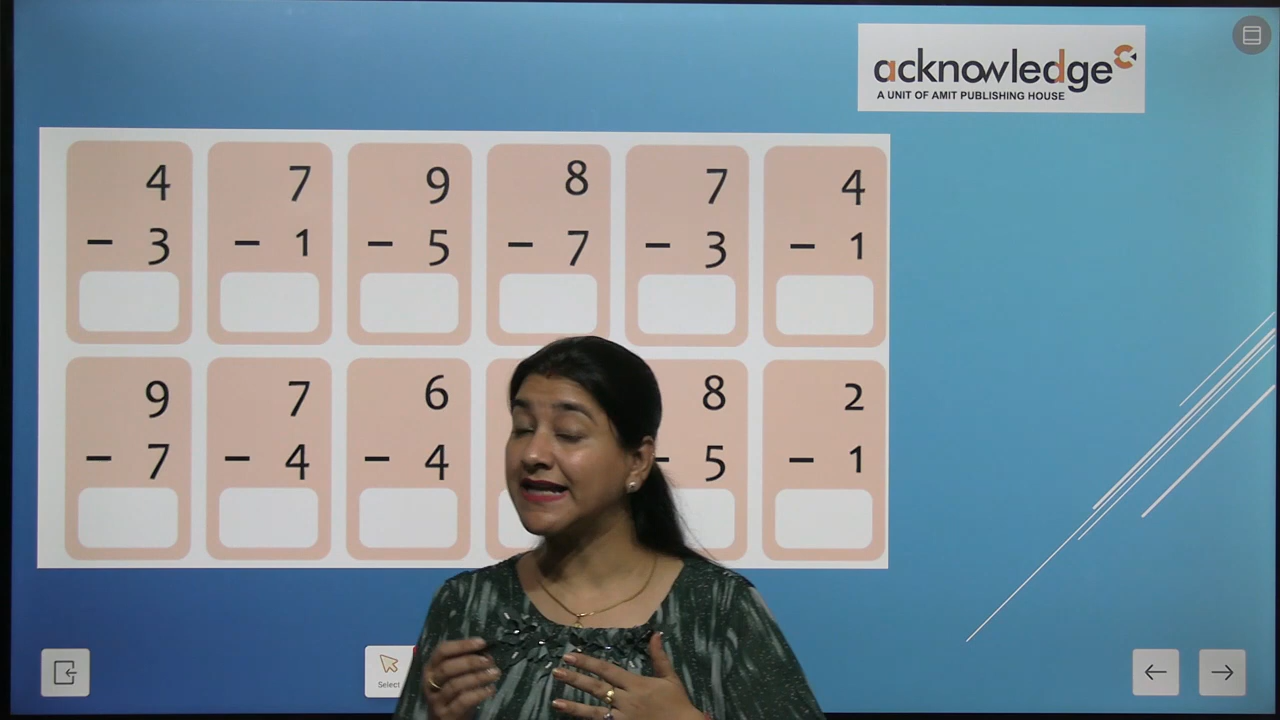 acknowledge
A UNIT OF AMIT PUBLISHING HOUSE
4 7 9 8 7 4
– 3 – 1 – 5 – 7 – 3 – 1
9 7 6 8 2
– 7 – 4 – 4 – 5 – 1
Select